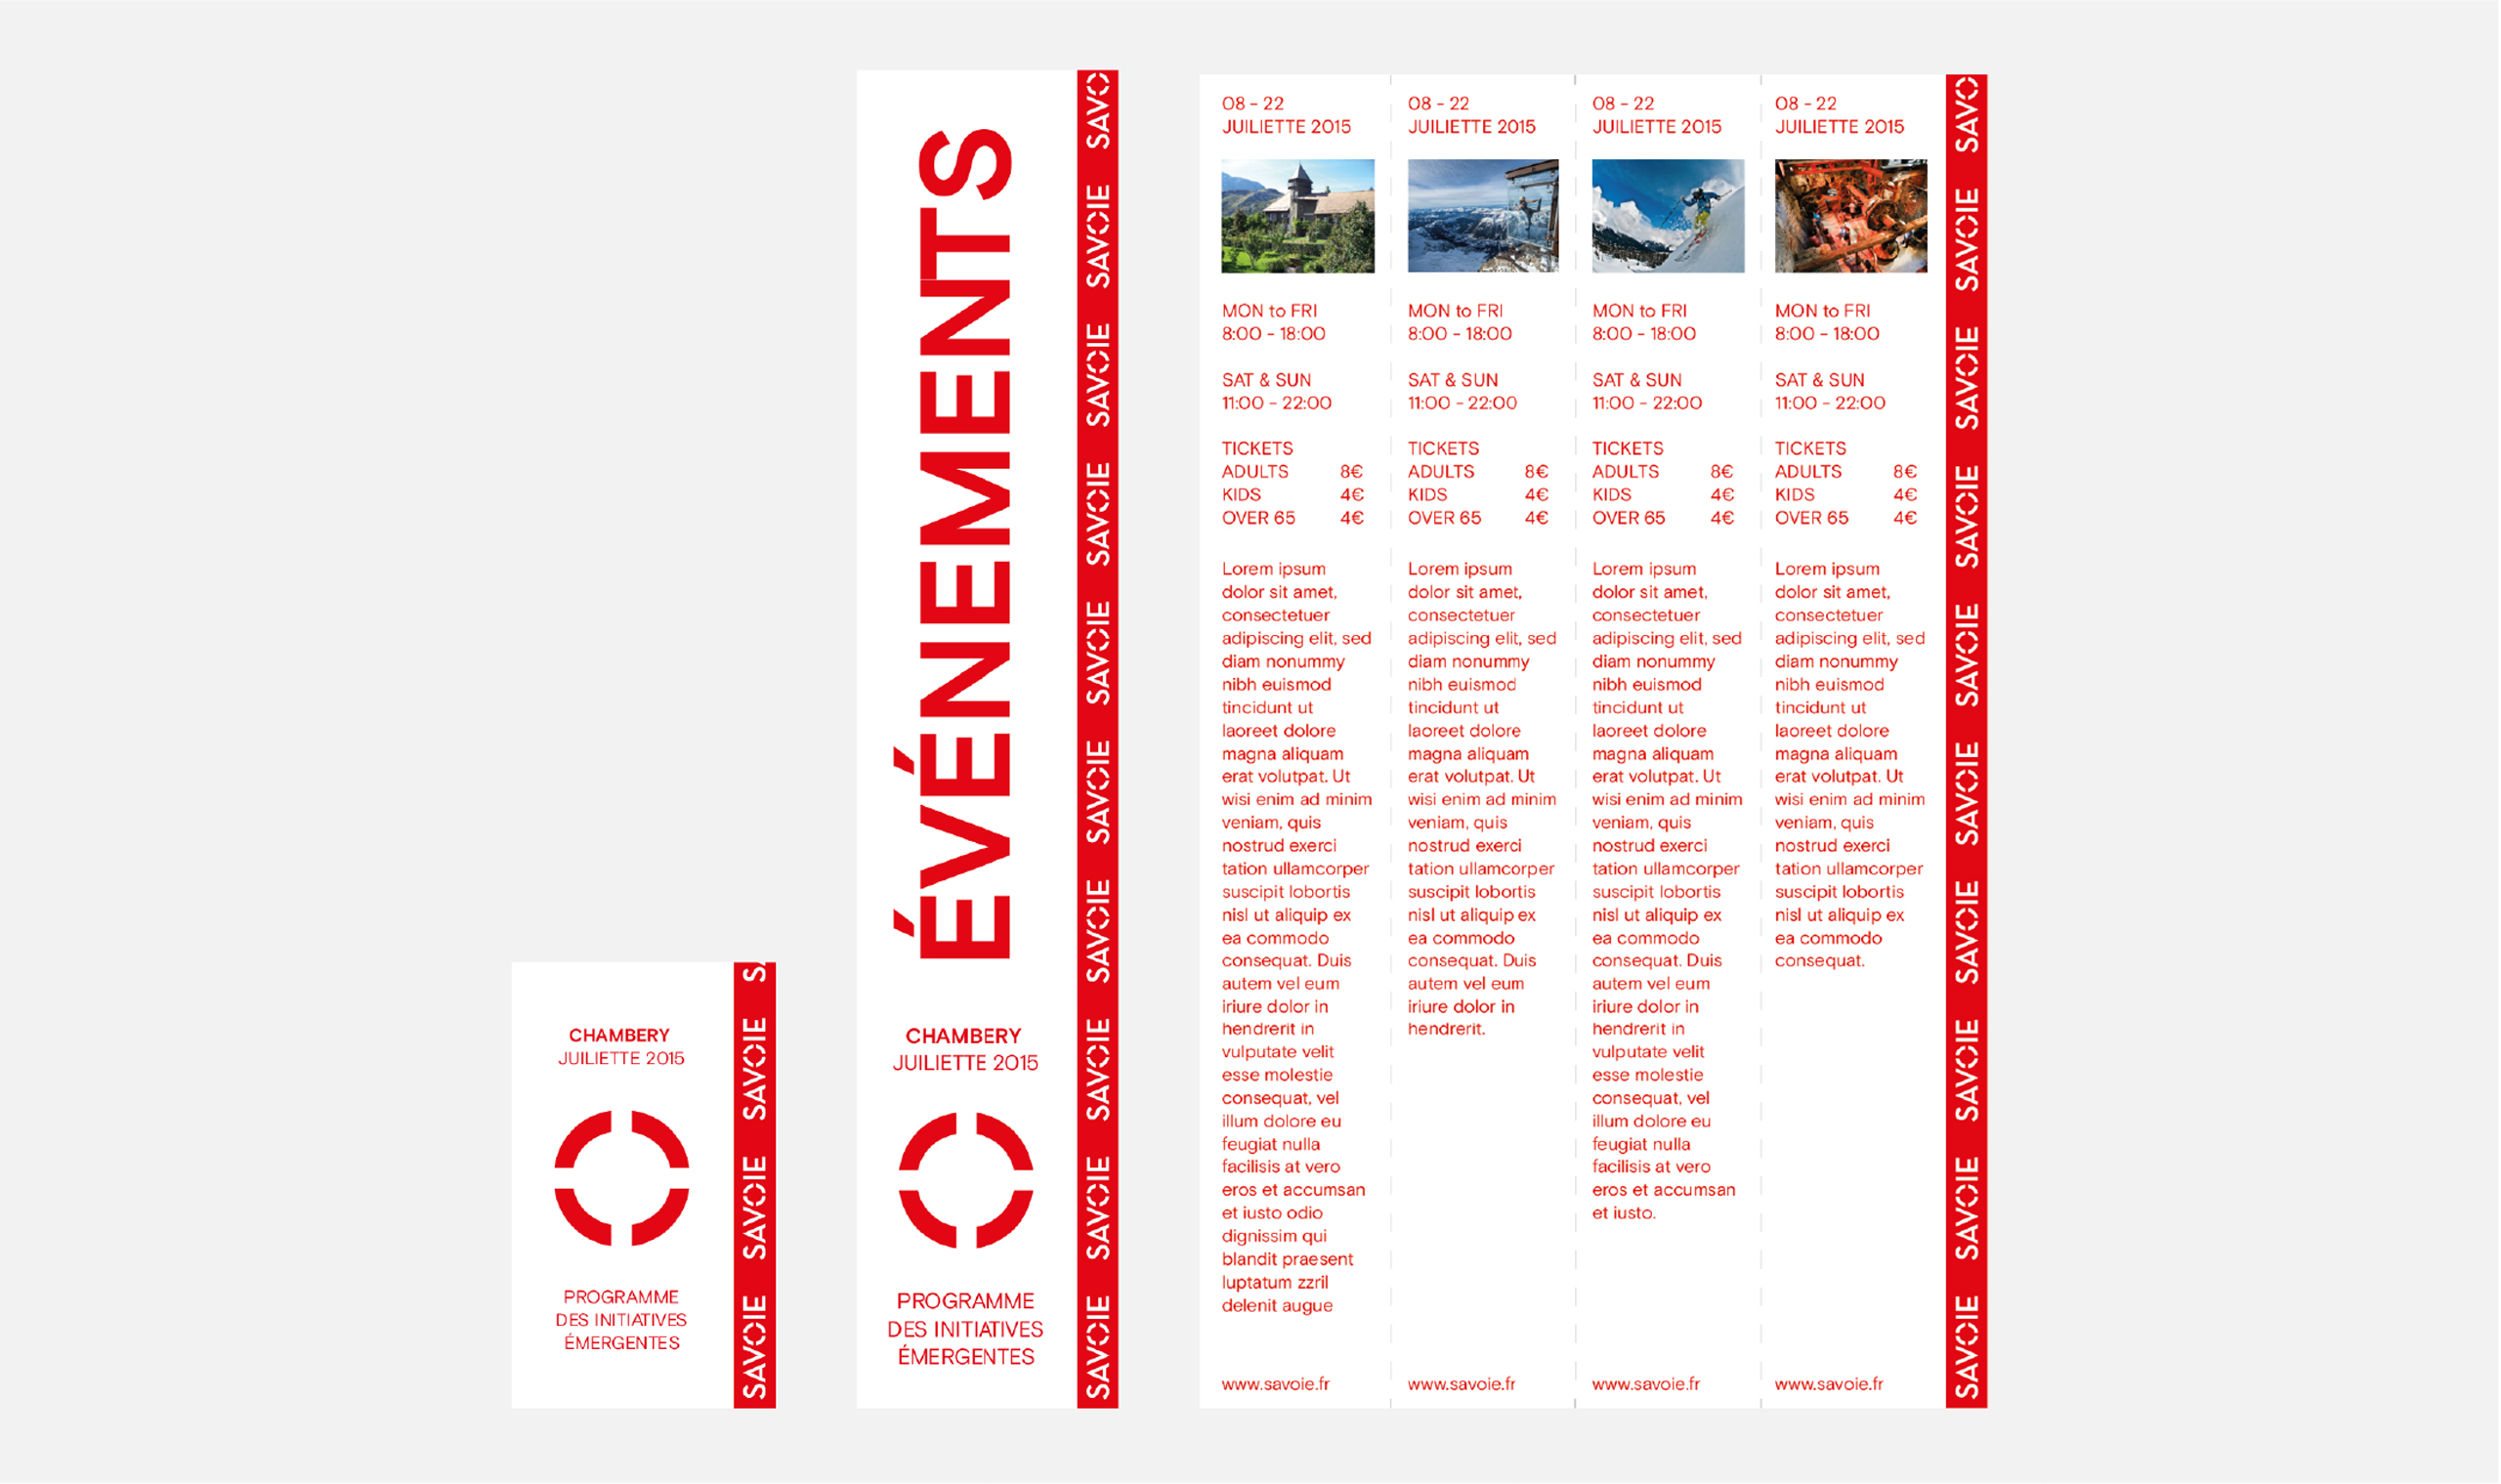 CHAMBERY
JUILIETTE 2015
PROGRAMME
DES INITIATIVES
ÉMERGENTES
SAVOIE SAVOIE SAVOIE
ÉVÉNEMENTS
CHAMBERY
JUILIETTE 2015
PROGRAMME
DES INITIATIVES
ÉMERGENTES
SAVOIE SAVOIE SAVOIE SAVOIE SAVOIE SAVOIE SAVOIE SAVOIE SAVOIE SAVO
08 – 22
JUILIETTE 2015
MON to FRI
8:00 – 18:00
SAT & SUN
11:00 – 22:00
TICKETS
ADULTS 8€
KIDS 4€
OVER 65 4€
Lorem ipsum
dolor sit amet,
consectetuer
adipiscing elit, sed
diam nonummy
nibh euismod
tincidunt ut
laoreet dolore
magna aliquam
erat volutpat. Ut
wisi enim ad minim
veniam, quis
nostrud exerci
tation ullamcorper
suscipit lobortis
nisl ut aliquip ex
ea commodo
consequat. Duis
autem vel eum
iriure dolor in
hendrerit in
vulputate velit
esse molestie
consequat, vel
illum dolore eu
feugiat nulla
facilisis at vero
eros et accumsan
et iusto odio
dignissim qui
blandit praesent
luptatum zzril
delenit augue
www.savoie.fr
08 – 22
JUILIETTE 2015
MON to FRI
8:00 – 18:00
SAT & SUN
11:00 – 22:00
TICKETS
ADULTS 8€
KIDS 4€
OVER 65 4€
Lorem ipsum
dolor sit amet,
consectetuer
adipiscing elit, sed
diam nonummy
nibh euismod
tincidunt ut
laoreet dolore
magna aliquam
erat volutpat. Ut
wisi enim ad minim
veniam, quis
nostrud exerci
tation ullamcorper
suscipit lobortis
nisl ut aliquip ex
ea commodo
consequat. Duis
autem vel eum
iriure dolor in
hendrerit.
www.savoie.fr
08 – 22
JUILIETTE 2015
MON to FRI
8:00 – 18:00
SAT & SUN
11:00 – 22:00
TICKETS
ADULTS 8€
KIDS 4€
OVER 65 4€
Lorem ipsum
dolor sit amet,
consectetuer
adipiscing elit, sed
diam nonummy
nibh euismod
tincidunt ut
laoreet dolore
magna aliquam
erat volutpat. Ut
wisi enim ad minim
veniam, quis
nostrud exerci
tation ullamcorper
suscipit lobortis
nisl ut aliquip ex
ea commodo
consequat. Duis
autem vel eum
iriure dolor in
hendrerit in
vulputate velit
esse molestie
consequat, vel
illum dolore eu
feugiat nulla
facilisis at vero
eros et accumsan
et iusto.
www.savoie.fr
08 – 22
JUILIETTE 2015
MON to FRI
8:00 – 18:00
SAT & SUN
11:00 – 22:00
TICKETS
ADULTS 8€
KIDS 4€
OVER 65 4€
Lorem ipsum
dolor sit amet,
consectetuer
adipiscing elit, sed
diam nonummy
nibh euismod
tincidunt ut
laoreet dolore
magna aliquam
erat volutpat. Ut
wisi enim ad minim
veniam, quis
nostrud exerci
tation ullamcorper
suscipit lobortis
nisl ut aliquip ex
ea commodo
consequat.
www.savoie.fr
SAVOIE SAVOIE SAVOIE SAVOIE SAVOIE SAVOIE SAVOIE SAVOIE SAVOIE SAVO